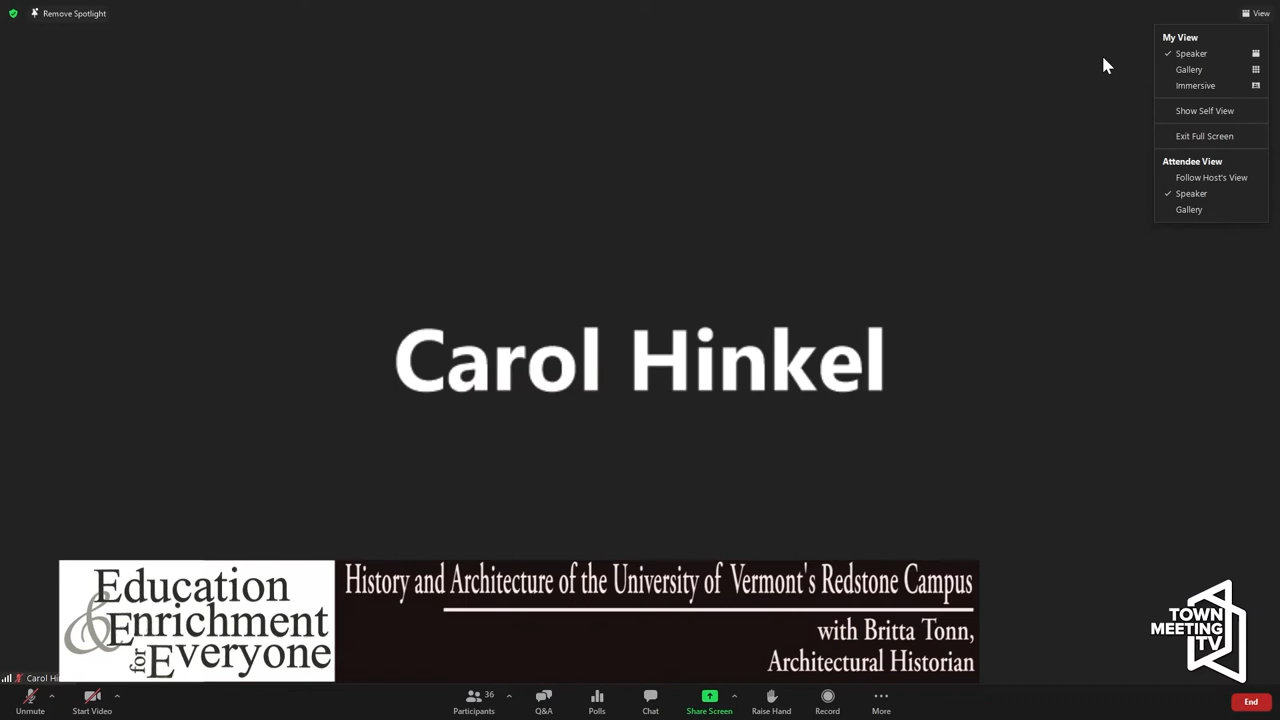 Remove Spotlight
View
My View
Speaker
Gallery
Immersive
Show Self View
Exit Full Screen
Attendee View
Follow Host's View
Speaker
Gallery
Carol Hinkel
Education
& Enrichment
for Everyone
History and Architecture of the University of Vermont's Redstone Campus
with Britta Tonn,
Architectural Historian
TOWN
MEETING
TV
Carol Hi
Unmute
Start Video
Participants
36
Q&A
Polls
Chat
Share Screen
Raise Hand
Record
More
End